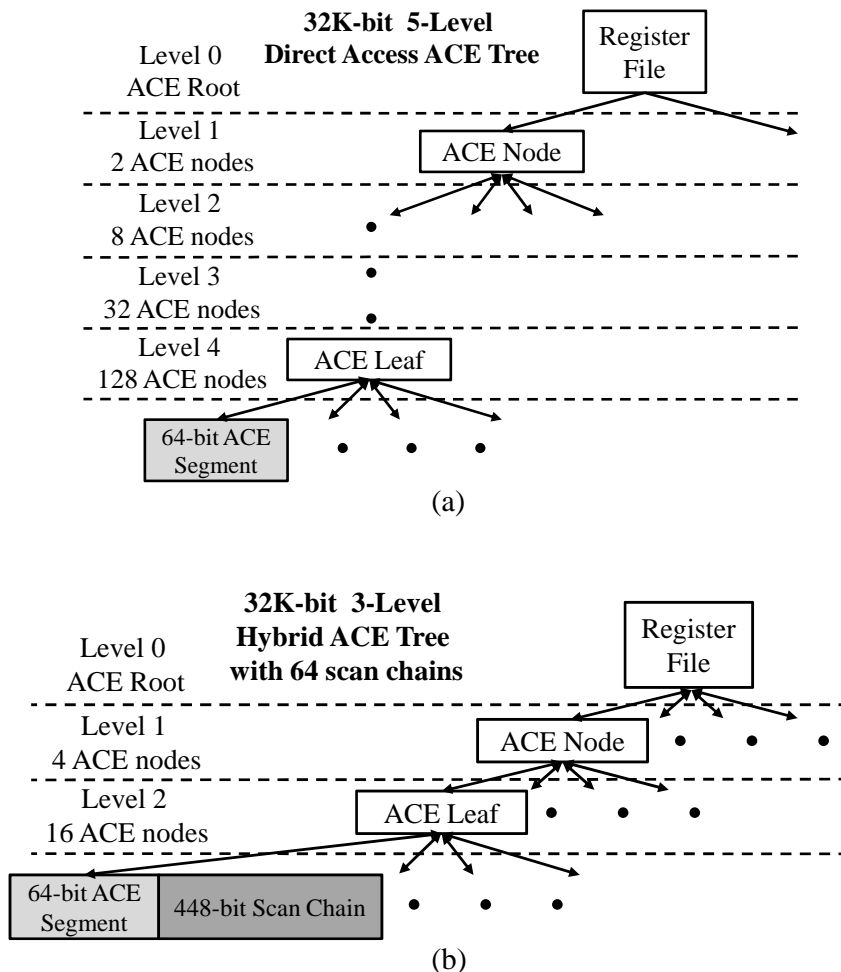 32K-bit 5-Level
Direct Access ACE Tree
Level 0
ACE Root
Register
File
Level 1
2 ACE nodes
ACE Node
Level 2
8 ACE nodes
Level 3
32 ACE nodes
Level 4
128 ACE nodes
ACE Leaf
64-bit ACE
Segment
(a)
32K-bit 3-Level
Hybrid ACE Tree
with 64 scan chains
Level 0
ACE Root
Register
File
Level 1
4 ACE nodes
ACE Node
Level 2
16 ACE nodes
ACE Leaf
64-bit ACE
Segment
448-bit Scan Chain
(b)